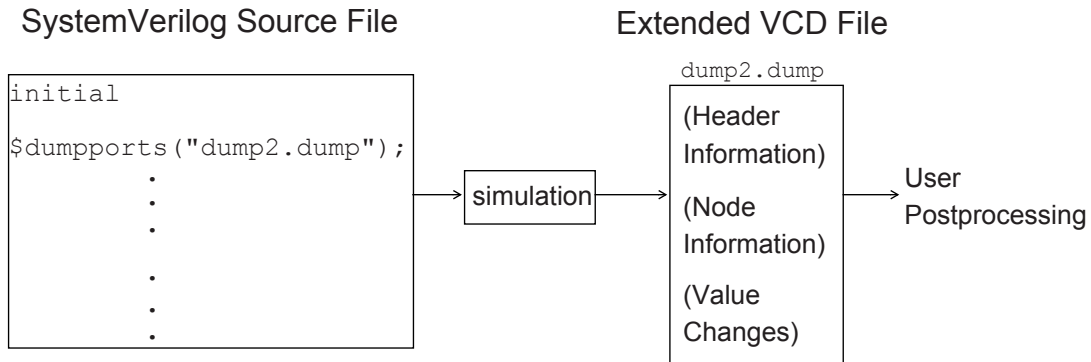 SystemVerilog Source File
initial
$dumpports("dump2.dump");
.
.
.
.
.
.
simulation
Extended VCD File
dump2.dump
(Header
Information)
(Node
Information)
(Value
Changes)
User
Postprocessing